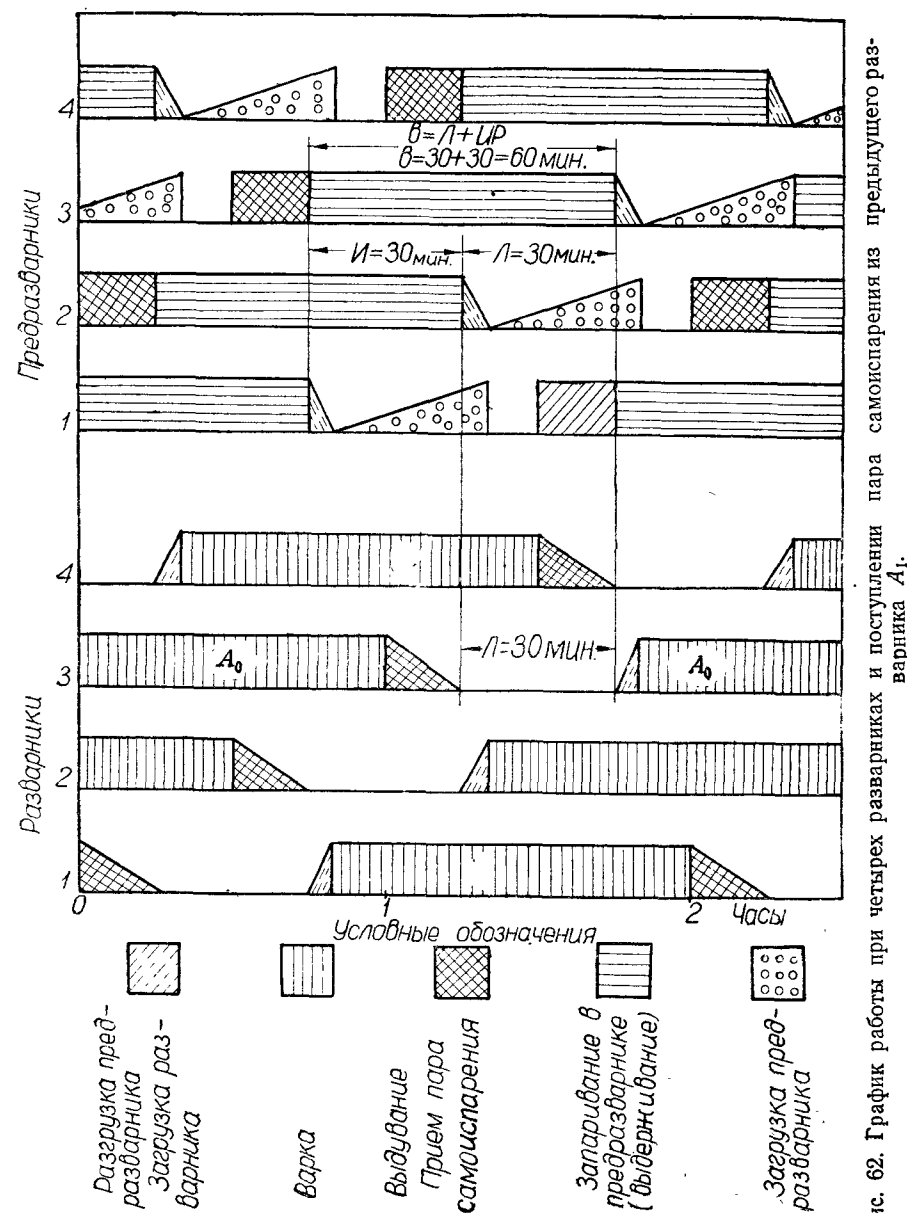 Предразварники
4
3
2
1
в=Л+ИР
в=30+30=60 мин.
И=30мин.
Л=30мин.
Разварники
4
3
2
1
A₀
A₀
Л=30МИН.
0
1
2
Часы
Условные обозначения
Разгрузка пред-
разварника
Загрузка раз-
варника
Варка
Выдувание
Прием пара
самоиспарения
Запаривание в
предразварнике
(выдерживание)
Загрузка пред-
разварника
ис. 62. График работы при четырех разварниках и поступлении пара самоиспарения из предыдущего раз-
варника A₁.